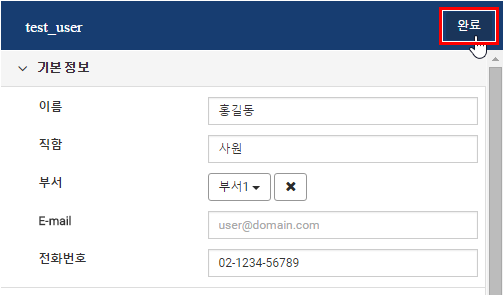 test_user
완료
기본 정보
이름
홍길동
직함
사원
부서
부서1
E-mail
user@domain.com
전화번호
02-1234-56789